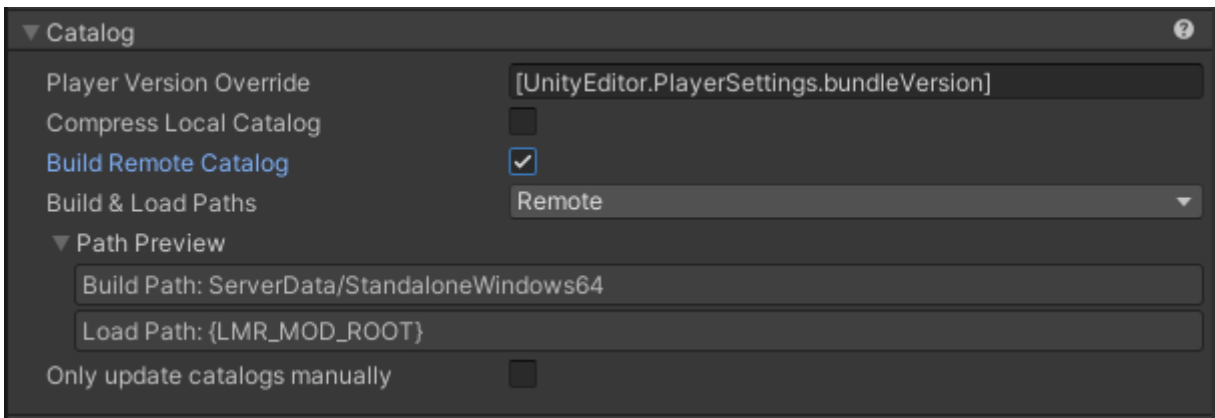 Catalog
Player Version Override [UnityEditor.PlayerSettings.bundleVersion]
Compress Local Catalog
Build Remote Catalog
Build & Load Paths Remote
Path Preview
Build Path: ServerData/StandaloneWindows64
Load Path: {LMR_MOD_ROOT}
Only update catalogs manually